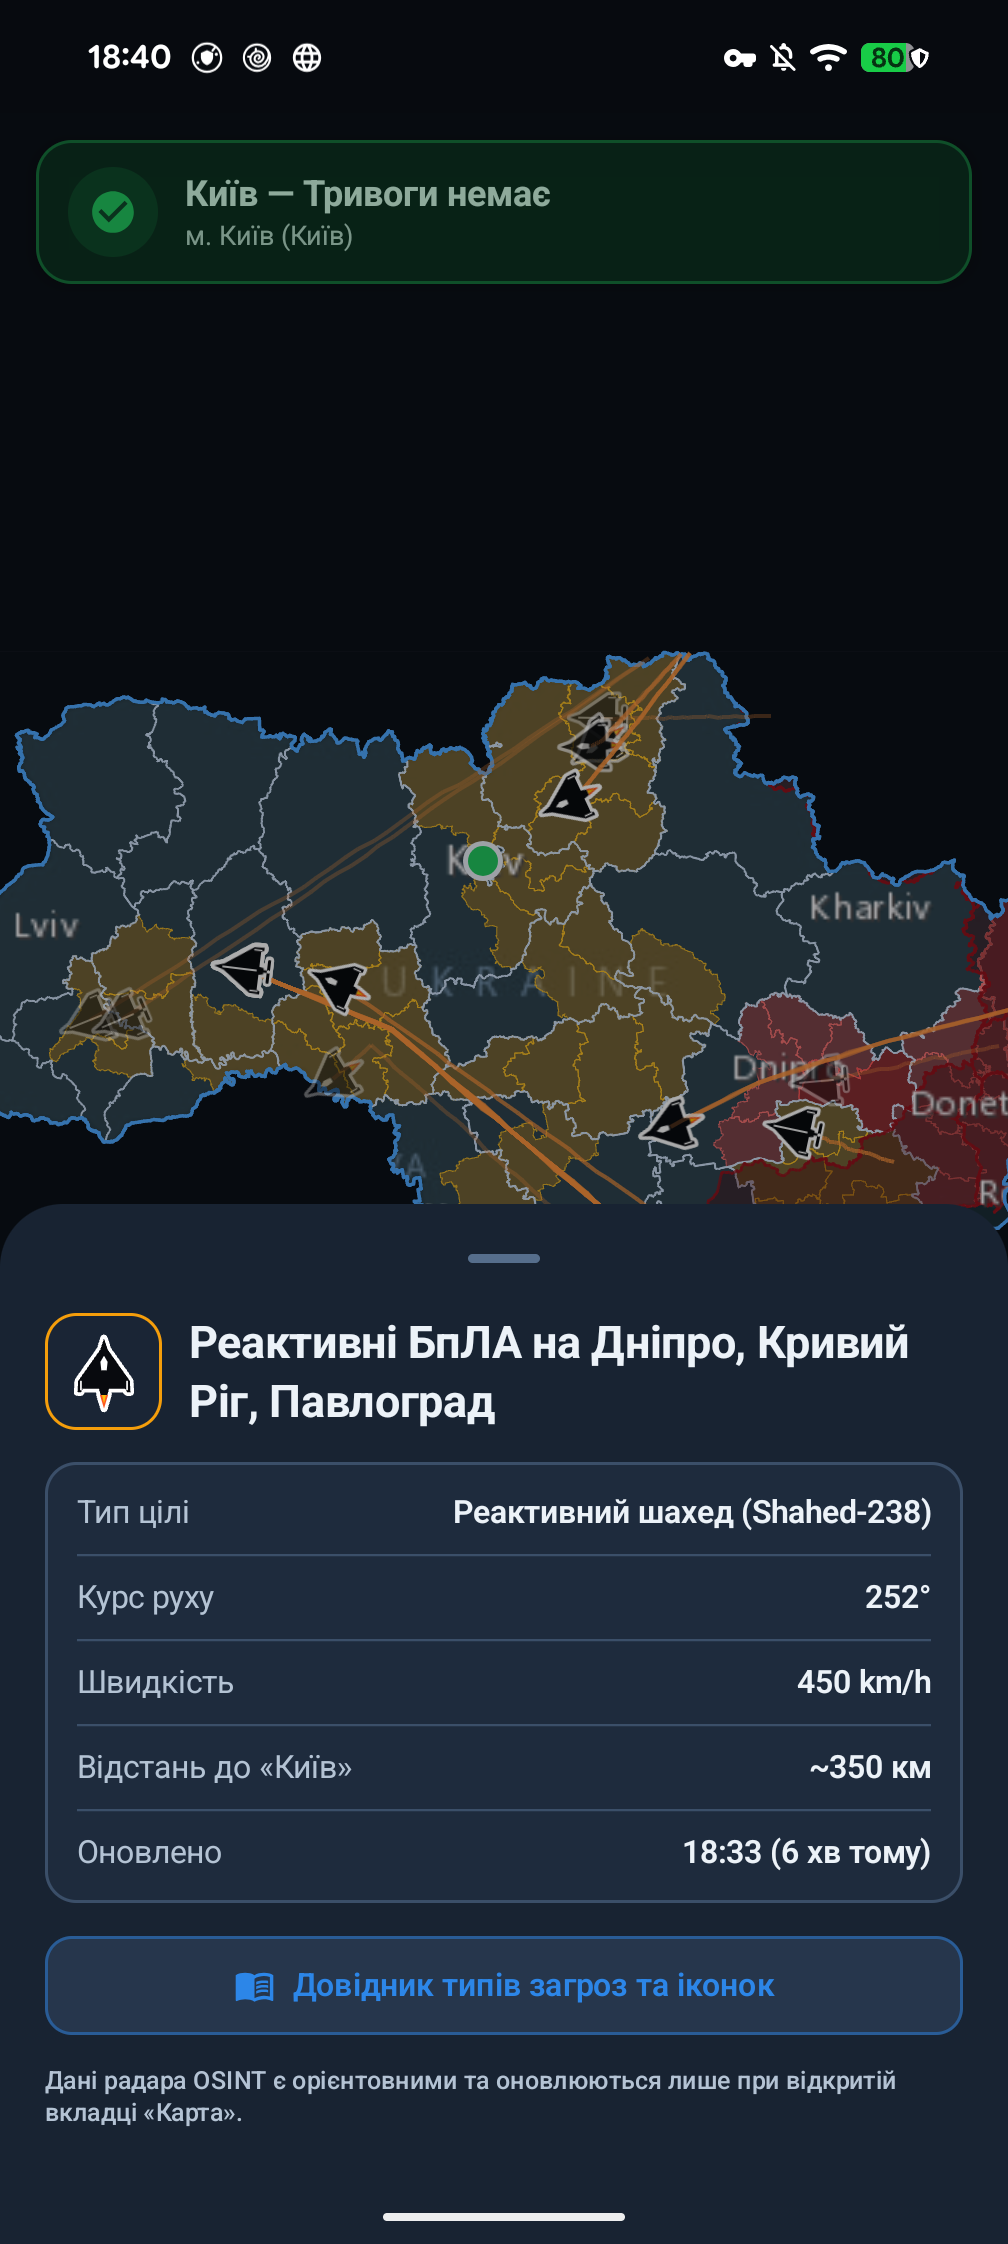 18:40
80
Київ — Тривоги немає
м. Київ (Київ)
Lviv
Kharkiv
UKRAINE
Dnipro
Donet
Реактивні БпЛА на Дніпро, Кривий
Ріг, Павлоград
Тип цілі Реактивний шахед (Shahed-238)
Курс руху 252°
Швидкість 450 km/h
Відстань до «Київ» ~350 км
Оновлено 18:33 (6 хв тому)
Довідник типів загроз та іконок
Дані радара OSINT є орієнтовними та оновлюються лише при відкритій
вкладці «Карта».